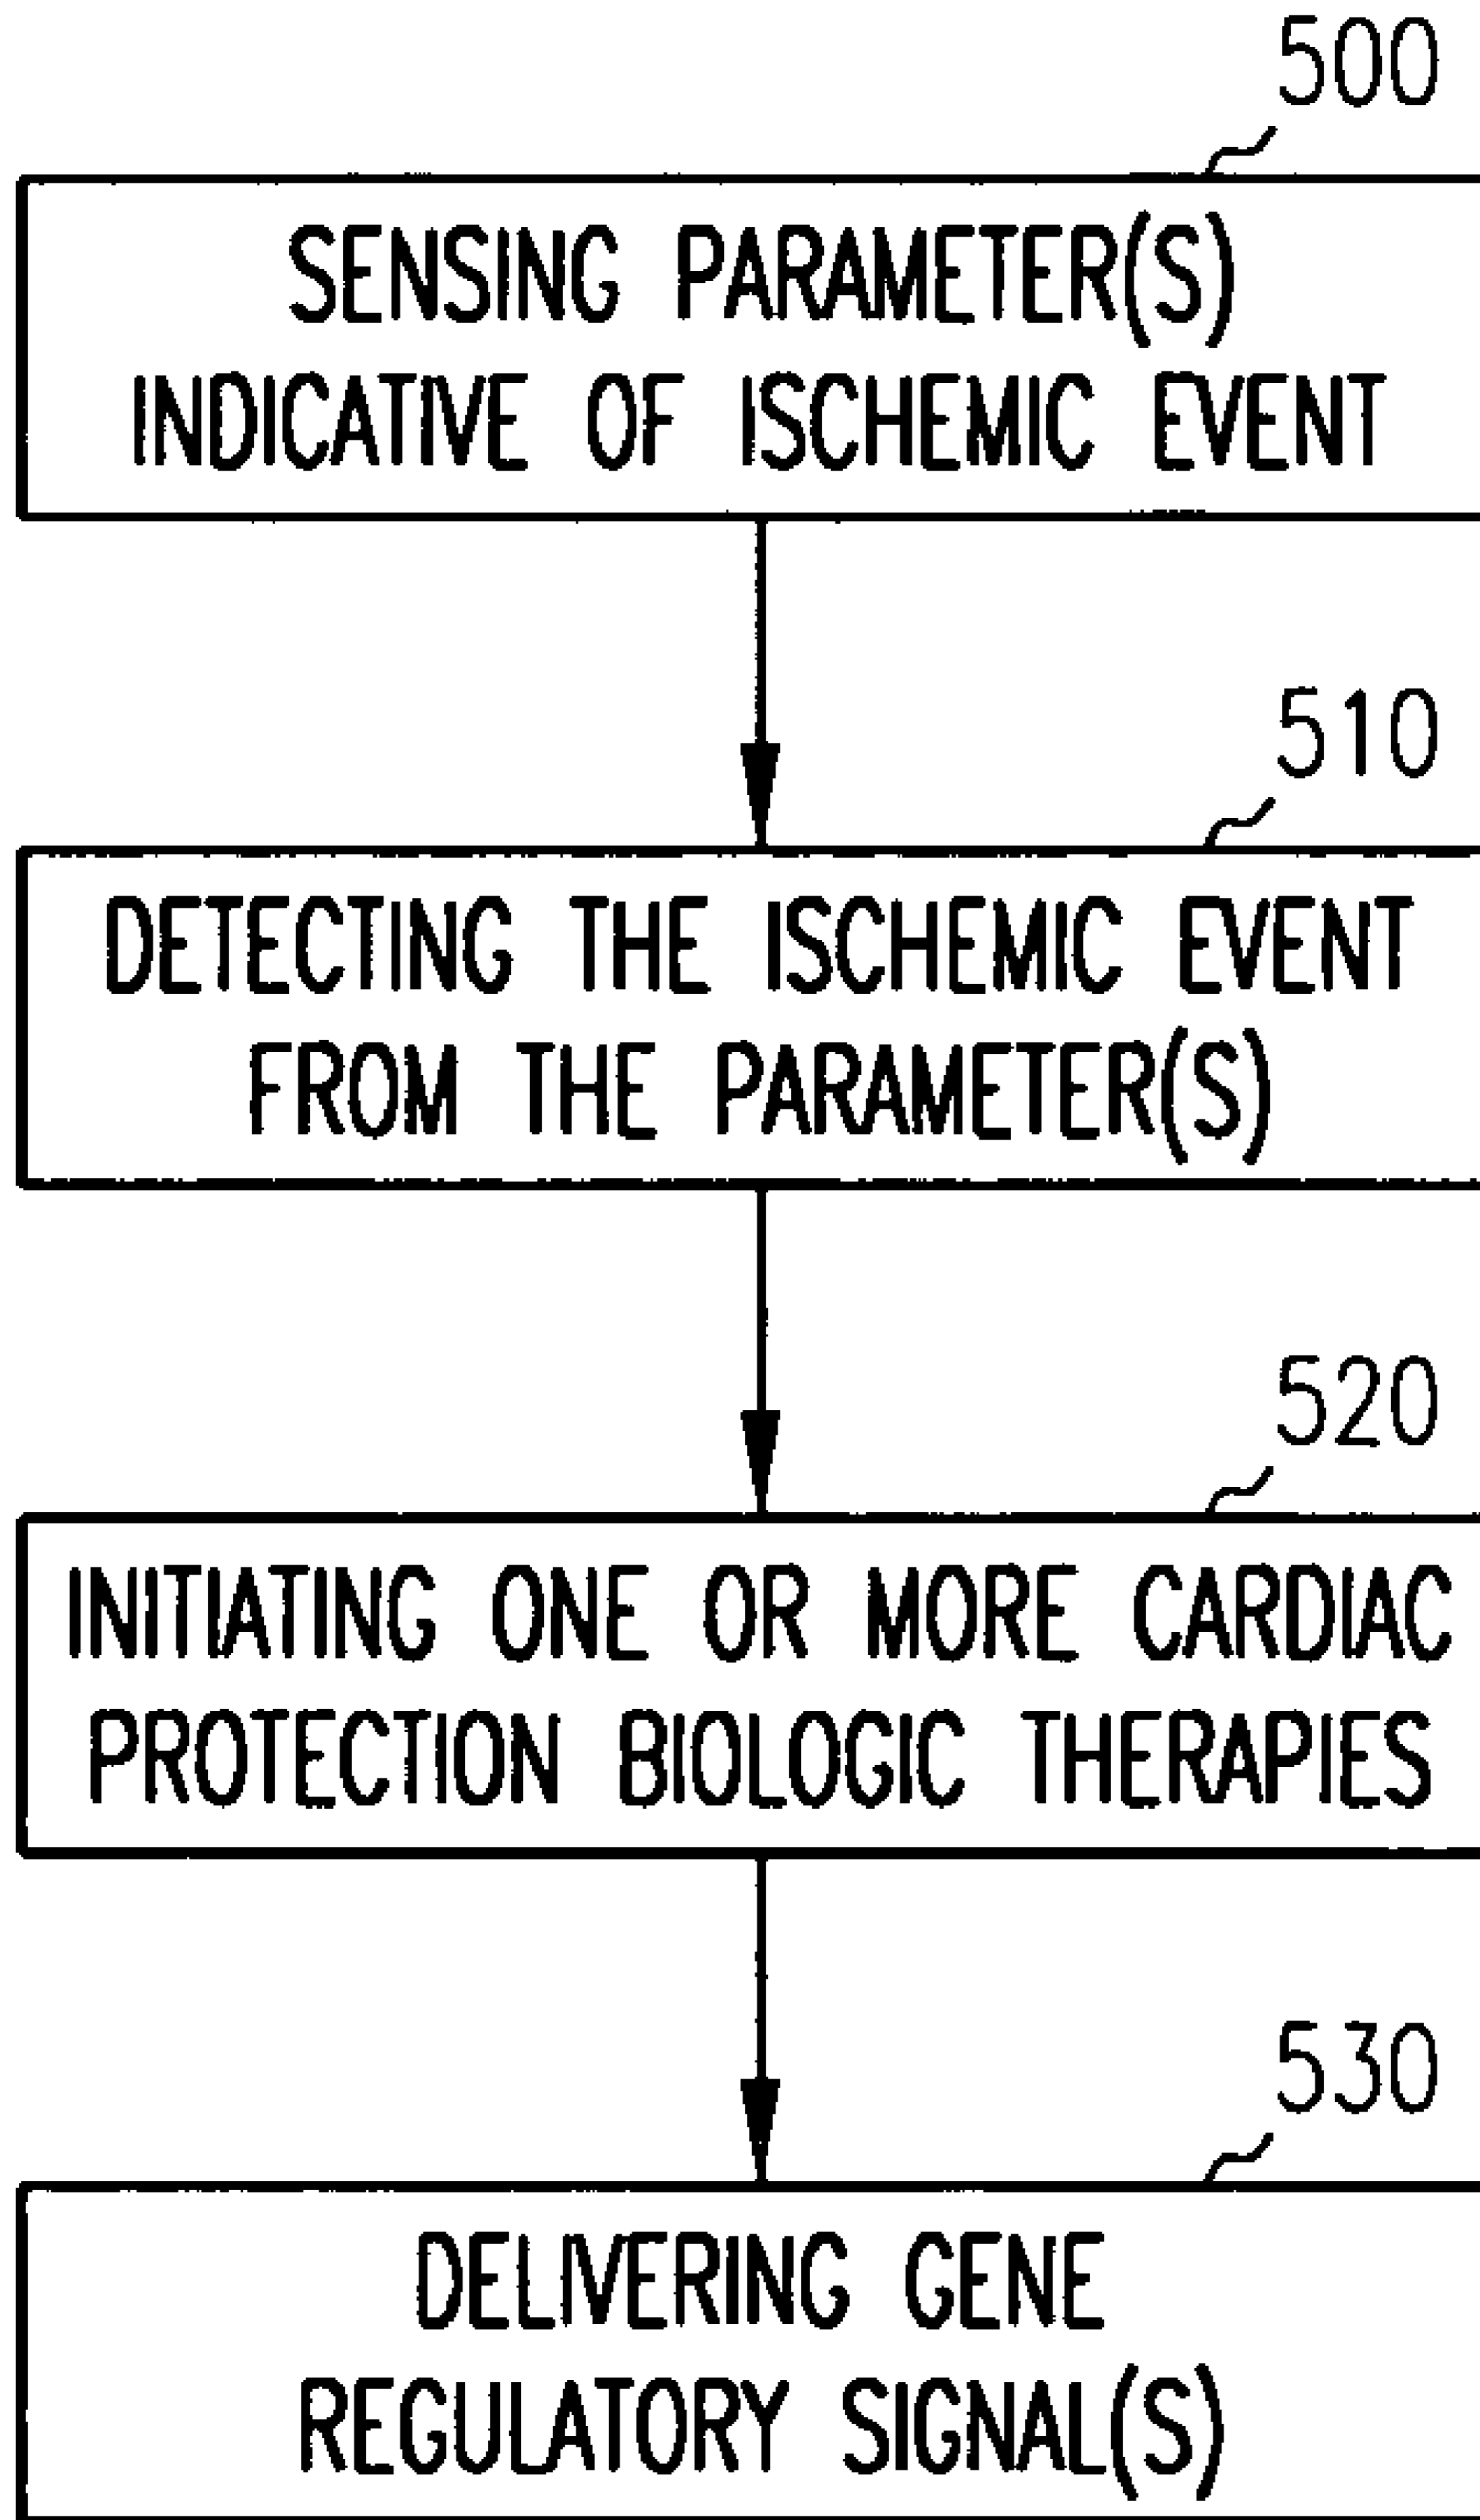 500
SENSING PARAMETER(S)
INDICATIVE OF ISCHEMIC EVENT
510
DETECTING THE ISCHEMIC EVENT
FROM THE PARAMETER(S)
520
INITIATING ONE OR MORE CARDIAC
PROTECTION BIOLOGIC THERAPIES
530
DELIVERING GENE
REGULATORY SIGNAL(S)